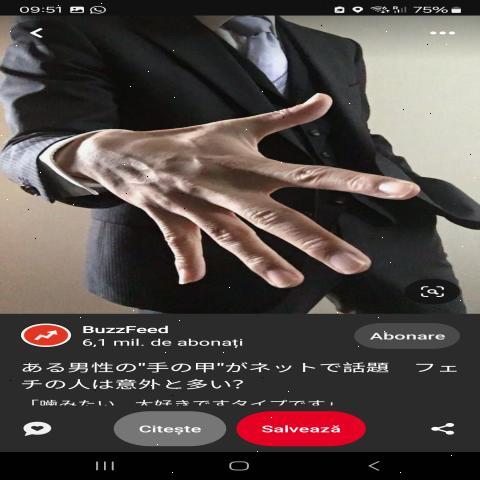 09:51
75%
BuzzFeed
6,1 mil. de abonați
Abonare
ある男性の"手の甲"がネットで話題　フェ
チの人は意外と多い?
「噛みたい、大好きですタイプです」
Citește
Salvează